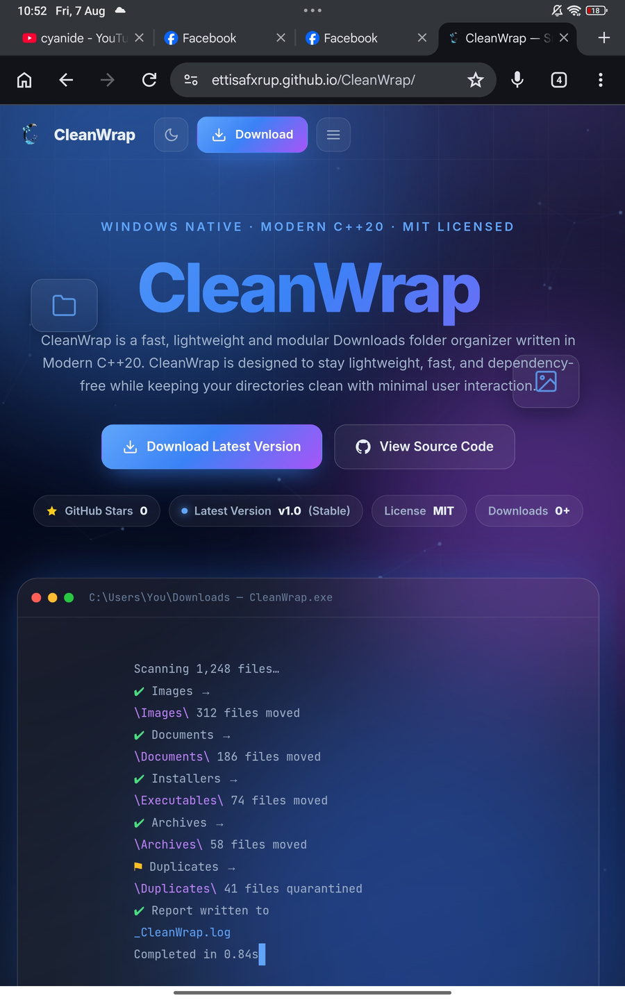 10:52 Fri, 7 Aug 18
cyanide - YouTu
Facebook
Facebook
CleanWrap —
ettisafxrup.github.io/CleanWrap/
4
CleanWrap
Download
WINDOWS NATIVE · MODERN C++20 · MIT LICENSED
CleanWrap
CleanWrap is a fast, lightweight and modular Downloads folder organizer written in
Modern C++20. CleanWrap is designed to stay lightweight, fast, and dependency-
free while keeping your directories clean with minimal user interaction.
Download Latest Version
View Source Code
GitHub Stars 0
Latest Version v1.0 (Stable)
License MIT
Downloads 0+
C:\Users\You\Downloads — CleanWrap.exe
Scanning 1,248 files…
✔ Images →
\Images\ 312 files moved
✔ Documents →
\Documents\ 186 files moved
✔ Installers →
\Executables\ 74 files moved
✔ Archives →
\Archives\ 58 files moved
⚑ Duplicates →
\Duplicates\ 41 files quarantined
✔ Report written to
_CleanWrap.log
Completed in 0.84s